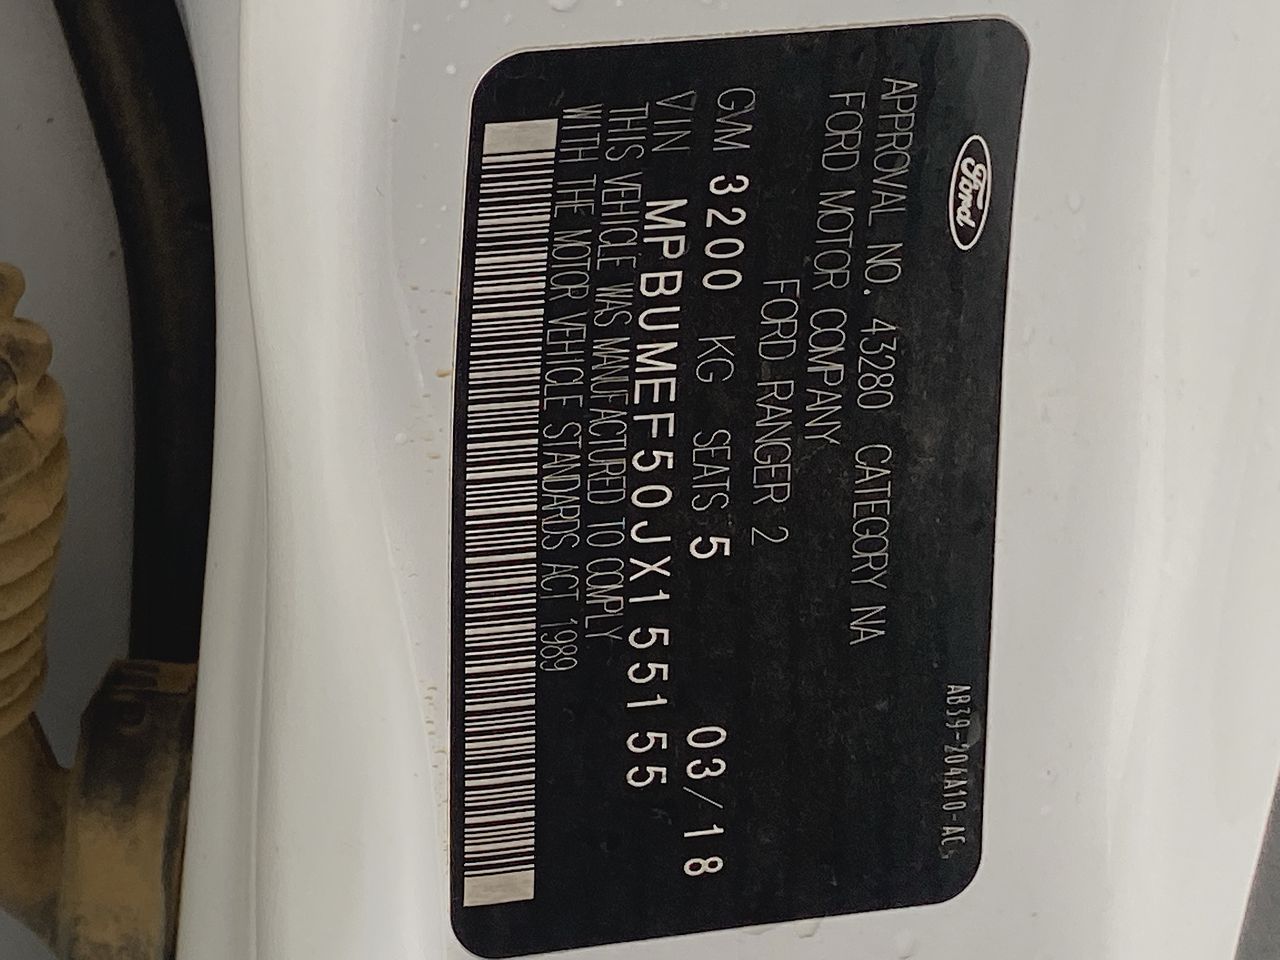 Ford
AB39-204A10-AC
APPROVAL NO. 43280 CATEGORY NA
FORD MOTOR COMPANY
FORD RANGER 2
GVM 3200 KG SEATS 5 03/18
VIN MPBUMEF50JX155155
THIS VEHICLE WAS MANUFACTURED TO COMPLY
WITH THE MOTOR VEHICLE STANDARDS ACT 1989